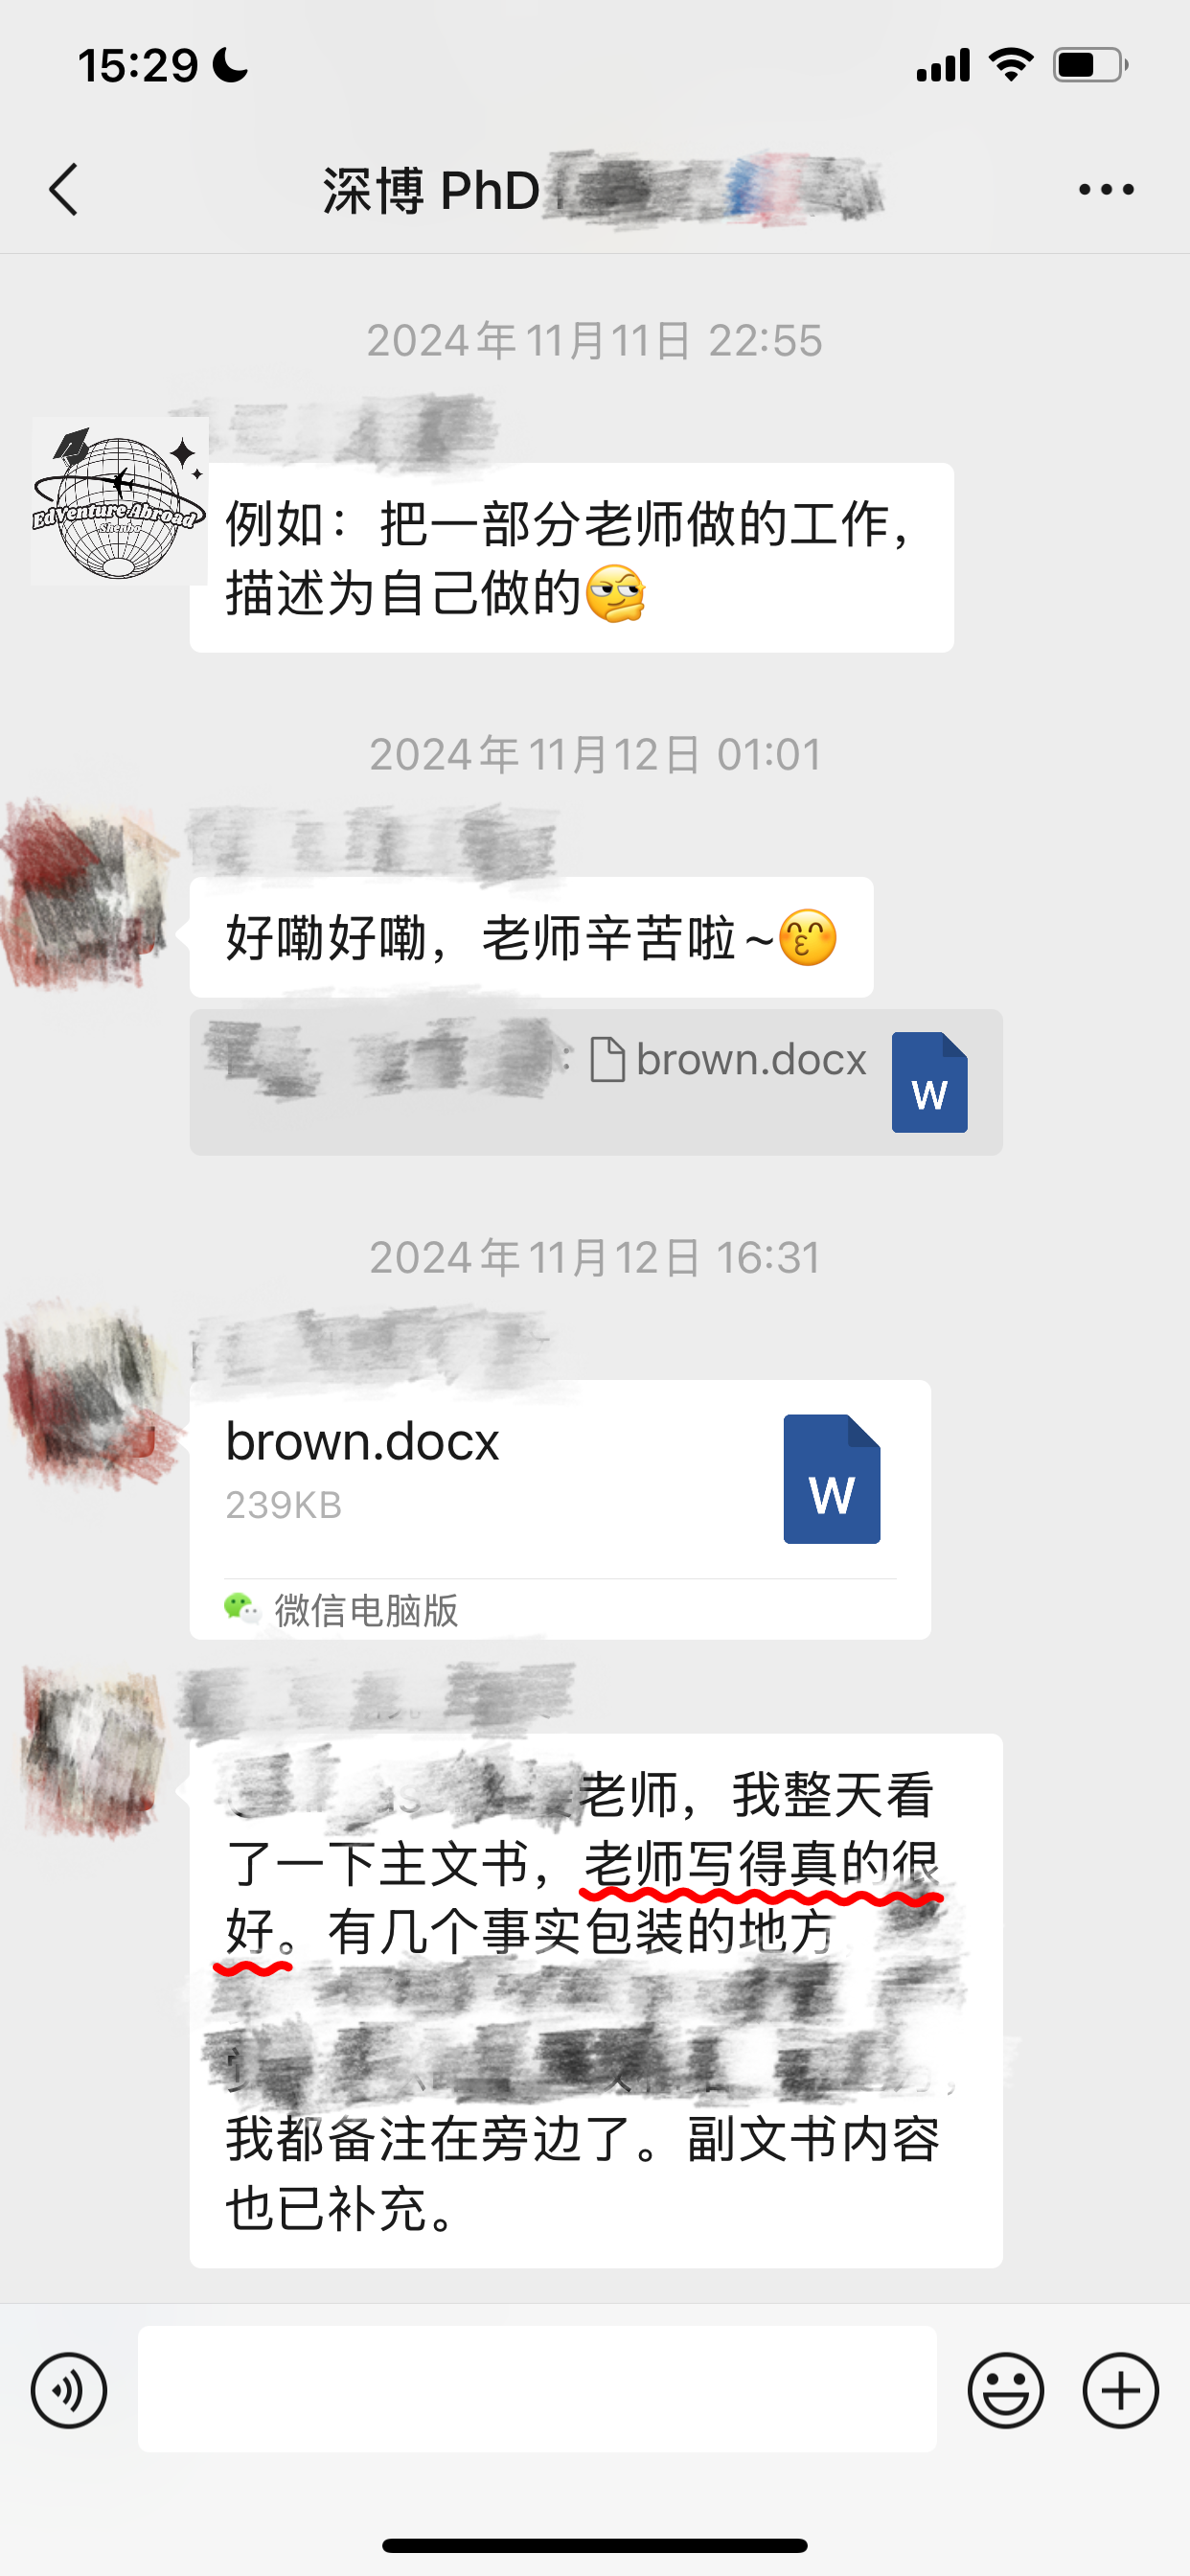 15:29
深博 PhD
2024年11月11日 22:55
EdVenture Abroad
Shenbo
例如：把一部分老师做的工作，
描述为自己做的🤔
2024年11月12日 01:01
好嘞好嘞，老师辛苦啦~😙
: brown.docx
W
2024年11月12日 16:31
brown.docx
W
239KB
微信电脑版
老师，我整天看
了一下主文书，老师写得真的很
好。有几个事实包装的地方
我都备注在旁边了。副文书内容
也已补充。